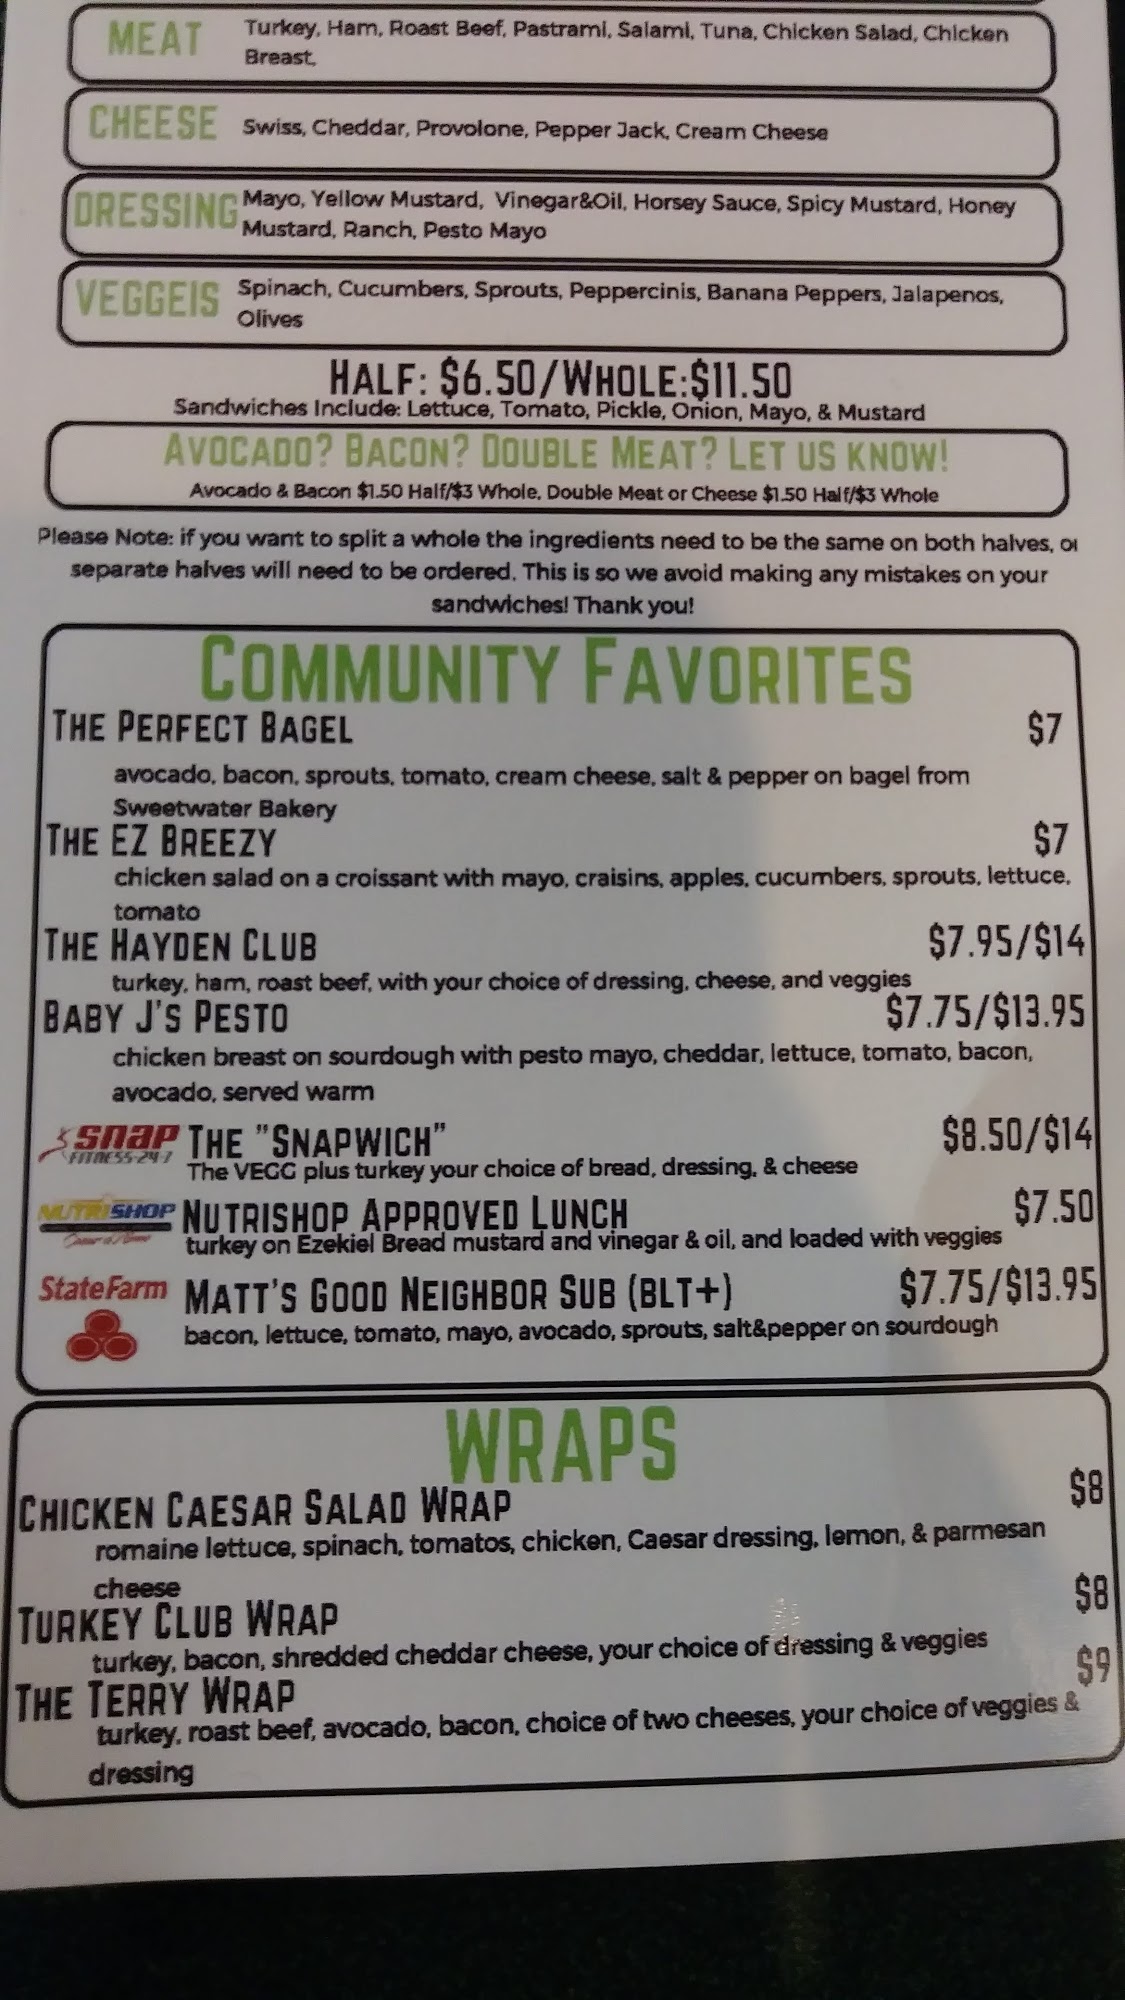 MEAT Turkey, Ham, Roast Beef, Pastrami, Salami, Tuna, Chicken Salad, Chicken
Breast,
CHEESE Swiss, Cheddar, Provolone, Pepper Jack, Cream Cheese
DRESSING Mayo, Yellow Mustard, Vinegar&Oil, Horsey Sauce, Spicy Mustard, Honey
Mustard, Ranch, Pesto Mayo
VEGGEIS Spinach, Cucumbers, Sprouts, Peppercinis, Banana Peppers, Jalapenos,
Olives
HALF: $6.50/WHOLE:$11.50
Sandwiches Include: Lettuce, Tomato, Pickle, Onion, Mayo, & Mustard
AVOCADO? BACON? DOUBLE MEAT? LET US KNOW!
Avocado & Bacon $1.50 Half/$3 Whole, Double Meat or Cheese $1.50 Half/$3 Whole
Please Note: if you want to split a whole the ingredients need to be the same on both halves, or
separate halves will need to be ordered. This is so we avoid making any mistakes on your
sandwiches! Thank you!
COMMUNITY FAVORITES
THE PERFECT BAGEL $7
avocado, bacon, sprouts, tomato, cream cheese, salt & pepper on bagel from
Sweetwater Bakery
THE EZ BREEZY $7
chicken salad on a croissant with mayo, craisins, apples, cucumbers, sprouts, lettuce,
tomato
THE HAYDEN CLUB $7.95/$14
turkey, ham, roast beef, with your choice of dressing, cheese, and veggies
BABY J'S PESTO $7.75/$13.95
chicken breast on sourdough with pesto mayo, cheddar, lettuce, tomato, bacon,
avocado, served warm
snap FITNESS-24-7 THE "SNAPWICH" $8.50/$14
The VEGG plus turkey your choice of bread, dressing, & cheese
NUTRISHOP NUTRISHOP APPROVED LUNCH $7.50
turkey on Ezekiel Bread mustard and vinegar & oil, and loaded with veggies
StateFarm MATT'S GOOD NEIGHBOR SUB (BLT+) $7.75/$13.95
bacon, lettuce, tomato, mayo, avocado, sprouts, salt&pepper on sourdough
WRAPS
CHICKEN CAESAR SALAD WRAP $8
romaine lettuce, spinach, tomatos, chicken, Caesar dressing, lemon, & parmesan
cheese
TURKEY CLUB WRAP $8
turkey, bacon, shredded cheddar cheese, your choice of dressing & veggies
THE TERRY WRAP $9
turkey, roast beef, avocado, bacon, choice of two cheeses, your choice of veggies &
dressing